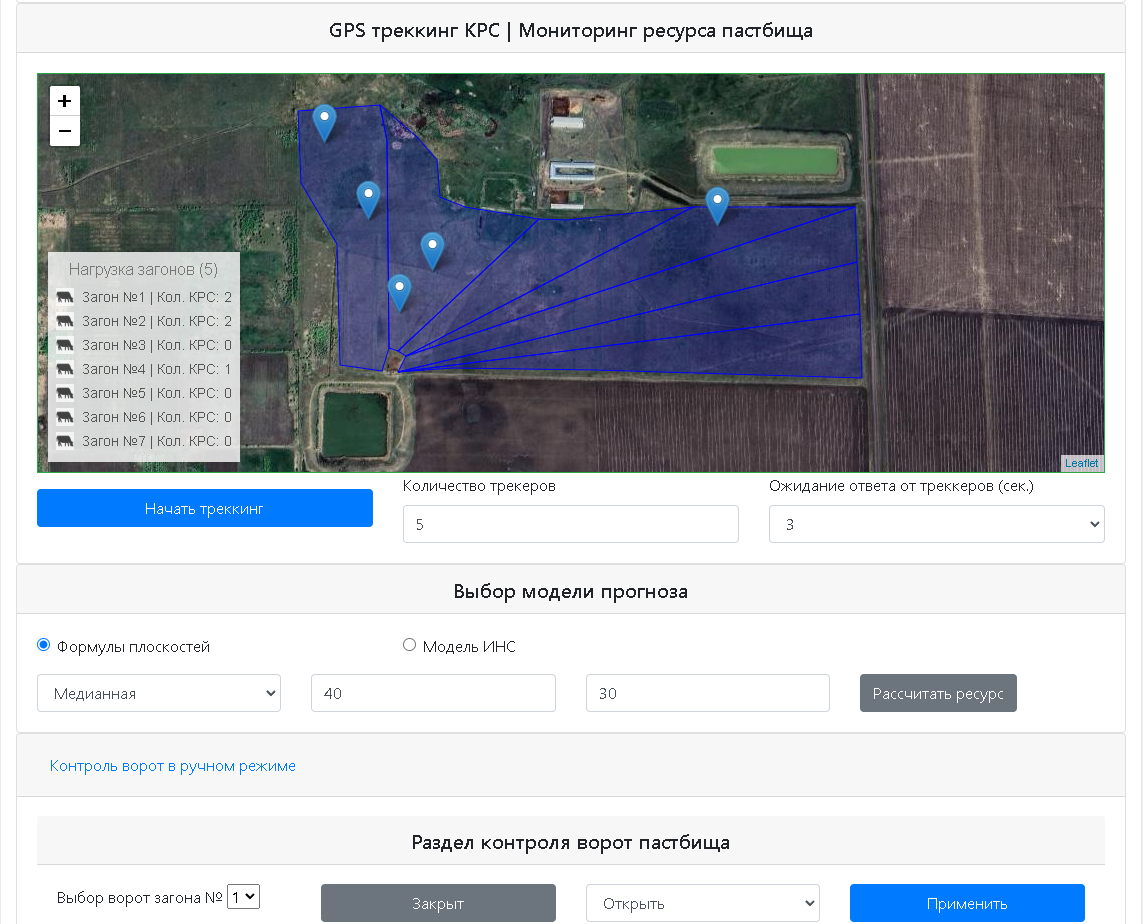 GPS треккинг КРС | Мониторинг ресурса пастбища
+
−
Нагрузка загонов (5)
Загон №1 | Кол. КРС: 2
Загон №2 | Кол. КРС: 2
Загон №3 | Кол. КРС: 0
Загон №4 | Кол. КРС: 1
Загон №5 | Кол. КРС: 0
Загон №6 | Кол. КРС: 0
Загон №7 | Кол. КРС: 0
Leaflet
Начать треккинг
Количество трекеров
5
Ожидание ответа от треккеров (сек.)
3
Выбор модели прогноза
Формулы плоскостей
Модель ИНС
Медианная
40
30
Рассчитать ресурс
Контроль ворот в ручном режиме
Раздел контроля ворот пастбища
Выбор ворот загона № 1
Закрыт
Открыть
Применить